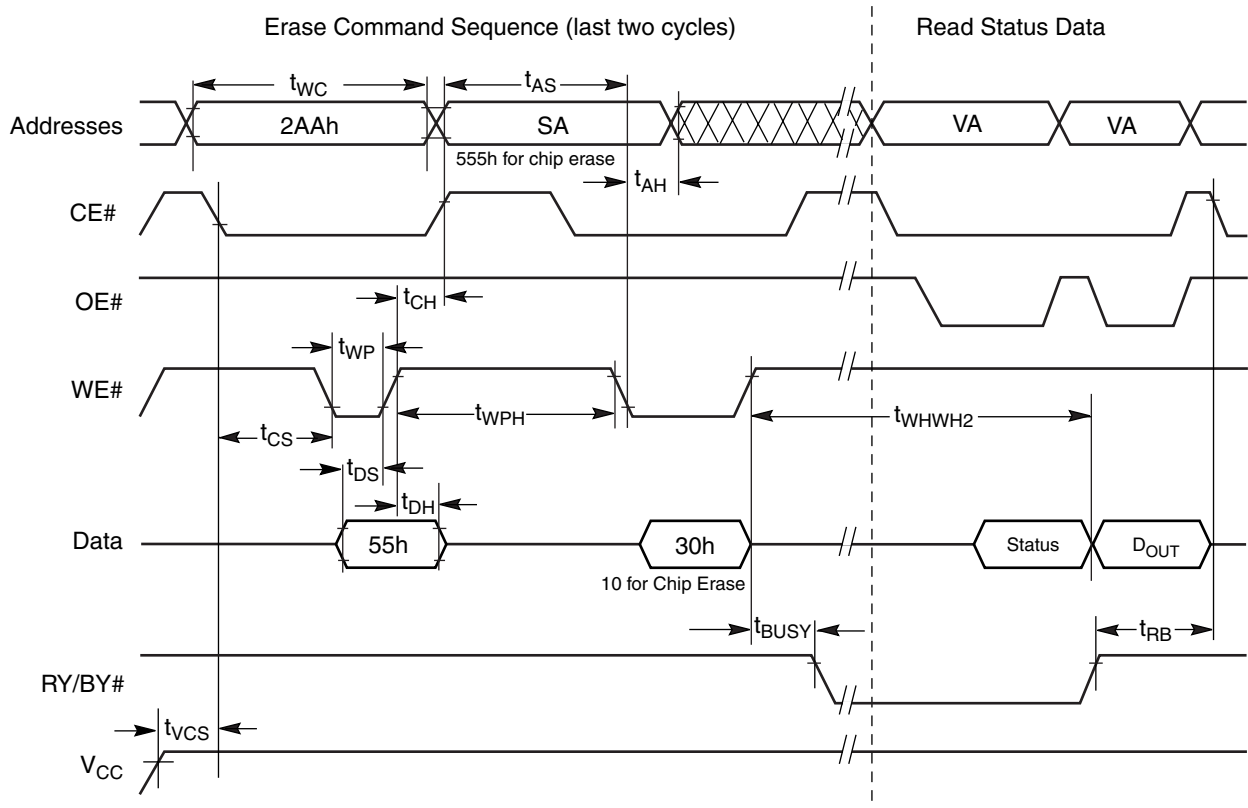 Erase Command Sequence (last two cycles)
Read Status Data
tWC
tAS
Addresses
2AAh
SA
VA
VA
555h for chip erase
tAH
CE#
OE#
tCH
tWP
WE#
tWPH
tWHWH2
tCS
tDS
tDH
Data
55h
30h
Status
DOUT
10 for Chip Erase
tBUSY
tRB
RY/BY#
tVCS
VCC